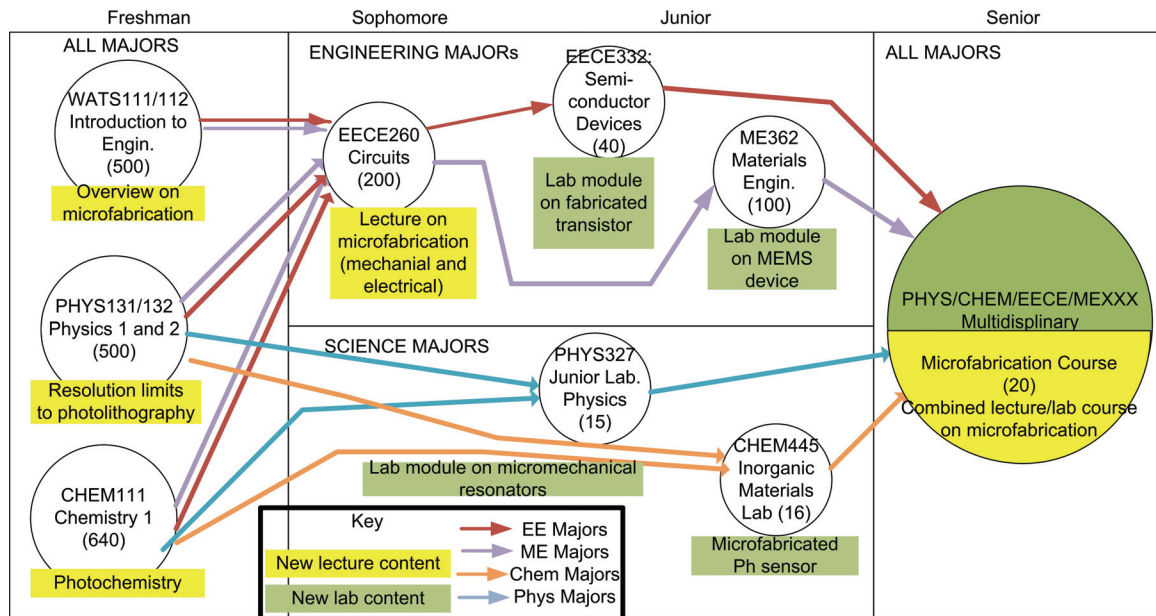 Freshman
Sophomore
Junior
Senior
ALL MAJORS
WATS111/112
Introduction to
Engin.
(500)
Overview on
microfabrication
PHYS131/132
Physics 1 and 2
(500)
Resolution limits
to photolithography
CHEM111
Chemistry 1
(640)
Photochemistry
ENGINEERING MAJORs
EECE260
Circuits
(200)
Lecture on
microfabrication
(mechanial and
electrical)
EECE332:
Semi-
conductor
Devices
(40)
Lab module
on fabricated
transistor
ME362
Materials
Engin.
(100)
Lab module
on MEMS
device
SCIENCE MAJORS
PHYS327
Junior Lab.
Physics
(15)
Lab module on micromechanical
resonators
CHEM445
Inorganic
Materials
Lab (16)
Microfabricated
Ph sensor
Key
New lecture content
New lab content
EE Majors
ME Majors
Chem Majors
Phys Majors
ALL MAJORS
PHYS/CHEM/EECE/MEXXX
Multidisplinary
Microfabrication Course
(20)
Combined lecture/lab course
on microfabrication